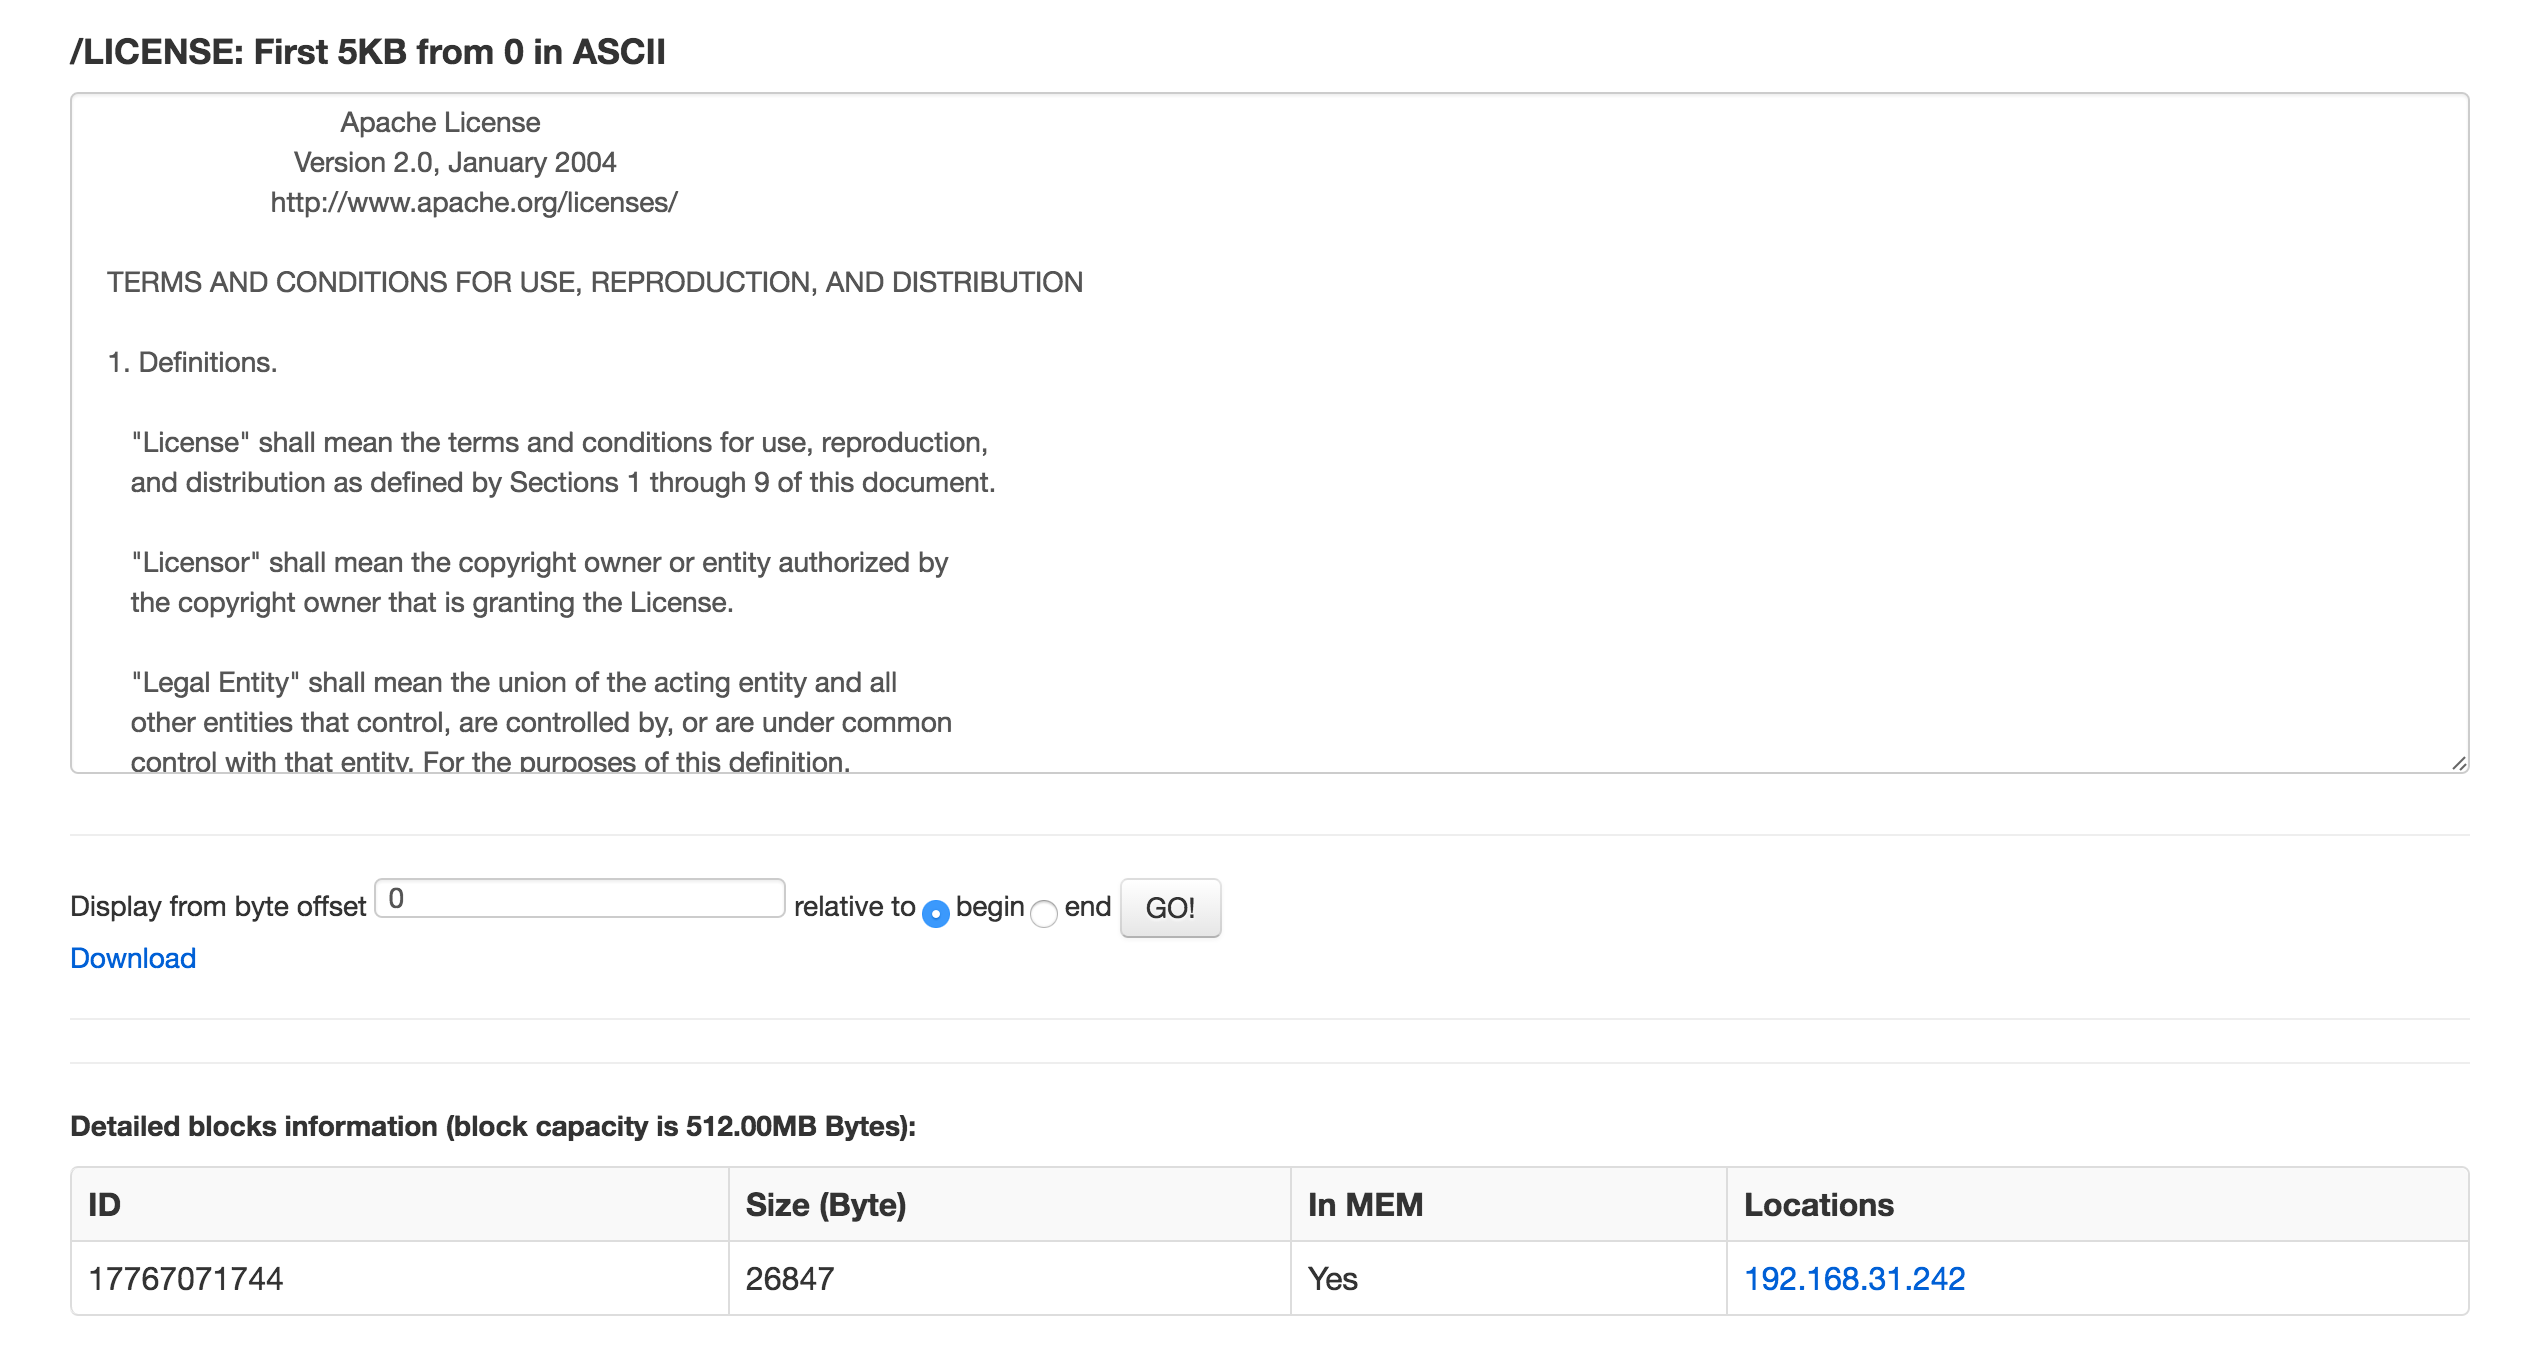 /LICENSE: First 5KB from 0 in ASCII
Apache License
Version 2.0, January 2004
http://www.apache.org/licenses/
TERMS AND CONDITIONS FOR USE, REPRODUCTION, AND DISTRIBUTION
1. Definitions.
"License" shall mean the terms and conditions for use, reproduction,
and distribution as defined by Sections 1 through 9 of this document.
"Licensor" shall mean the copyright owner or entity authorized by
the copyright owner that is granting the License.
"Legal Entity" shall mean the union of the acting entity and all
other entities that control, are controlled by, or are under common
control with that entity. For the purposes of this definition,
Display from byte offset 0 relative to begin end GO!
Download
Detailed blocks information (block capacity is 512.00MB Bytes):
ID Size (Byte) In MEM Locations
17767071744 26847 Yes 192.168.31.242